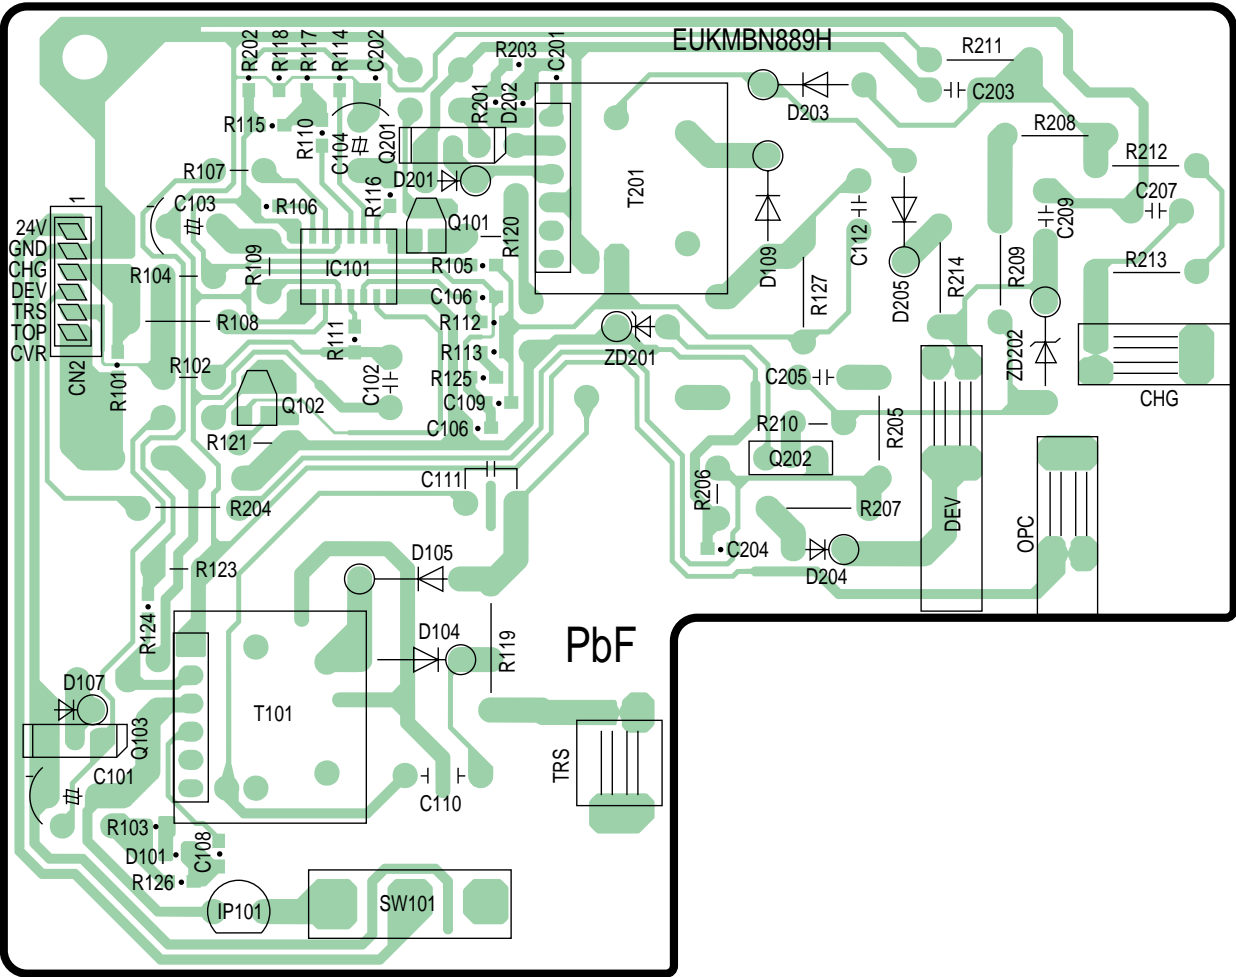 EUKMBN889H
R202
R118
R117
R114
C202
R203
C201
R211
R201
D202
D203
C203
R115
R110
C104
Q201
R208
R212
R107
D201
T201
R116
C103
R106
Q101
C207
C209
1
24V
GND
CHG
DEV
TRS
TOP
CVR
CN2
R120
D109
C112
R104
R109
IC101
R105
R127
D205
R214
R209
R213
C106
R108
R112
R111
ZD201
ZD202
R113
R101
R102
C102
R125
C205
CHG
Q102
C109
R210
R205
R121
C106
Q202
C111
R206
R204
R207
DEV
OPC
D105
C204
D204
R123
R124
D104
R119
PbF
D107
T101
Q103
TRS
C101
C110
R103
D101
C108
R126
IP101
SW101